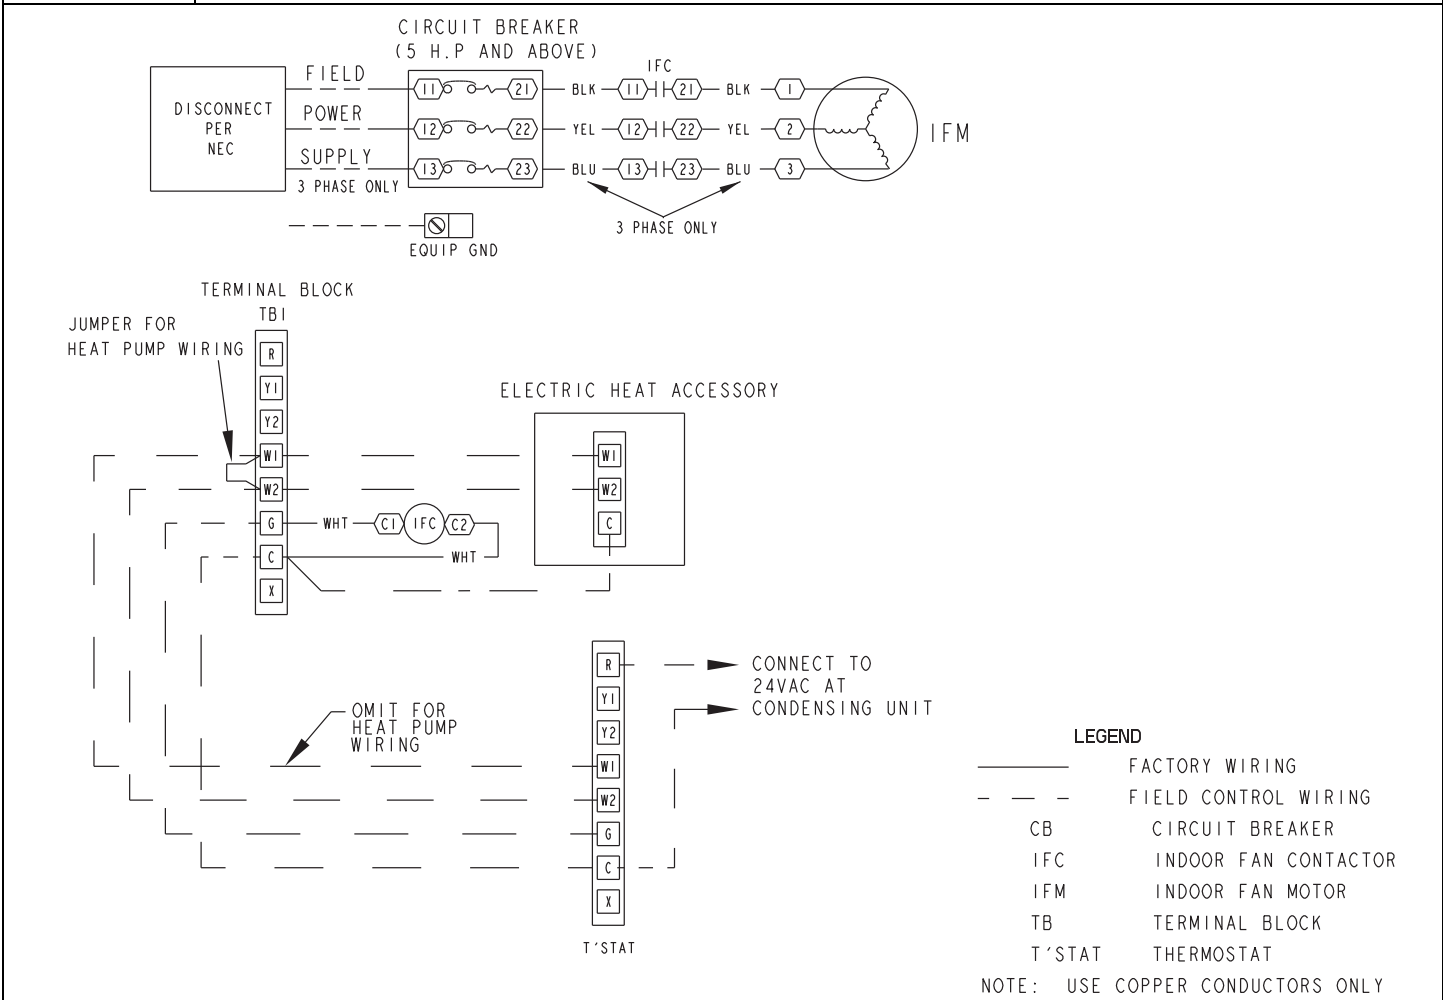 CIRCUIT BREAKER
(5 H.P AND ABOVE)
DISCONNECT
PER
NEC
FIELD
POWER
SUPPLY
3 PHASE ONLY
11 21 BLK 11 IFC 21 BLK 1
12 22 YEL 12 22 YEL 2
13 23 BLU 13 23 BLU 3
IFM
3 PHASE ONLY
EQUIP GND
TERMINAL BLOCK
TB1
JUMPER FOR
HEAT PUMP WIRING
R
Y1
Y2
W1
W2
G
C
X
WHT C1 IFC C2
WHT
ELECTRIC HEAT ACCESSORY
W1
W2
C
OMIT FOR
HEAT PUMP
WIRING
R
Y1
Y2
W1
W2
G
C
X
T'STAT
CONNECT TO
24VAC AT
CONDENSING UNIT
LEGEND
FACTORY WIRING
FIELD CONTROL WIRING
CB CIRCUIT BREAKER
IFC INDOOR FAN CONTACTOR
IFM INDOOR FAN MOTOR
TB TERMINAL BLOCK
T'STAT THERMOSTAT
NOTE: USE COPPER CONDUCTORS ONLY